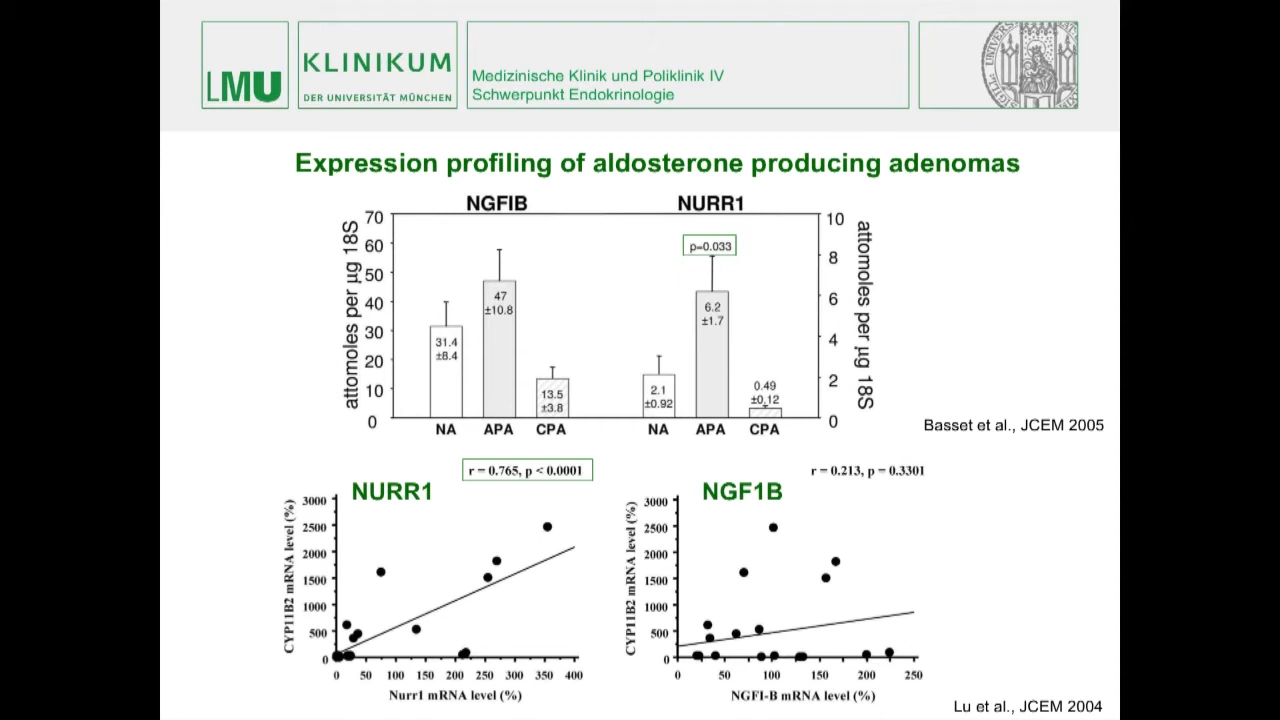 LMU
KLINIKUM
DER UNIVERSITÄT MÜNCHEN
Medizinische Klinik und Poliklinik IV
Schwerpunkt Endokrinologie
Expression profiling of aldosterone producing adenomas
NGFIB
NURR1
attomoles per µg 18S
70
60
50
40
30
20
10
0
31.4
±8.4
47
±10.8
13.5
±3.8
p=0.033
2.1
±0.92
6.2
±1.7
0.49
±0.12
10
8
6
4
2
0
attomoles per µg 18S
NA APA CPA
NA APA CPA
Basset et al., JCEM 2005
r = 0.765, p < 0.0001
NURR1
CYP11B2 mRNA level (%)
3000
2500
2000
1500
1000
500
0
0 50 100 150 200 250 300 350 400
Nurr1 mRNA level (%)
r = 0.213, p = 0.3301
NGF1B
CYP11B2 mRNA level (%)
3000
2500
2000
1500
1000
500
0
0 50 100 150 200 250
NGFI-B mRNA level (%)
Lu et al., JCEM 2004